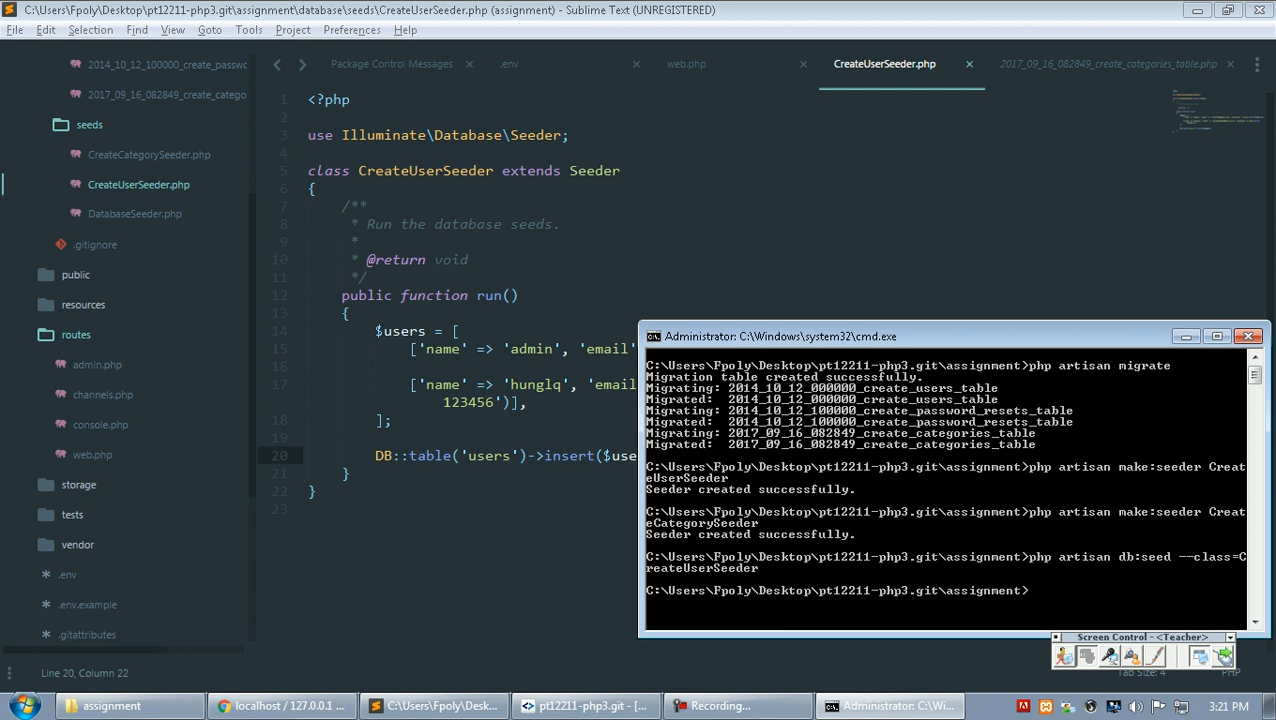 C:\Users\Fpoly\Desktop\pt12211-php3.git\assignment\database\seeds\CreateUserSeeder.php (assignment) - Sublime Text (UNREGISTERED)
File Edit Selection Find View Goto Tools Project Preferences Help
2014_10_12_100000_create_passwo
2017_09_16_082849_create_catego
seeds
CreateCategorySeeder.php
CreateUserSeeder.php
DatabaseSeeder.php
.gitignore
public
resources
routes
admin.php
channels.php
console.php
web.php
storage
tests
vendor
.env
.env.example
.gitattributes
Package Control Messages .env web.php CreateUserSeeder.php 2017_09_16_082849_create_categories_table.php
1 <?php
2
3 use Illuminate\Database\Seeder;
4
5 class CreateUserSeeder extends Seeder
6 {
7 /**
8 * Run the database seeds.
9 *
10 * @return void
11 */
12 public function run()
13 {
14 $users = [
15 ['name' => 'admin', 'email'
16
17 ['name' => 'hunglq', 'email
123456')],
18 ];
19
20 DB::table('users')->insert($use
21 }
22 }
23
Administrator: C:\Windows\system32\cmd.exe
C:\Users\Fpoly\Desktop\pt12211-php3.git\assignment>php artisan migrate
Migration table created successfully.
Migrating: 2014_10_12_000000_create_users_table
Migrated:  2014_10_12_000000_create_users_table
Migrating: 2014_10_12_100000_create_password_resets_table
Migrated:  2014_10_12_100000_create_password_resets_table
Migrating: 2017_09_16_082849_create_categories_table
Migrated:  2017_09_16_082849_create_categories_table
C:\Users\Fpoly\Desktop\pt12211-php3.git\assignment>php artisan make:seeder Creat
eUserSeeder
Seeder created successfully.
C:\Users\Fpoly\Desktop\pt12211-php3.git\assignment>php artisan make:seeder Creat
eCategorySeeder
Seeder created successfully.
C:\Users\Fpoly\Desktop\pt12211-php3.git\assignment>php artisan db:seed --class=C
reateUserSeeder
C:\Users\Fpoly\Desktop\pt12211-php3.git\assignment>
Screen Control - <Teacher>
Line 20, Column 22
Tab Size: 4 PHP
assignment
localhost / 127.0.0.1
C:\Users\Fpoly\Desk...
pt12211-php3.git - [...
Recording...
Administrator: C:\Wi...
3:21 PM